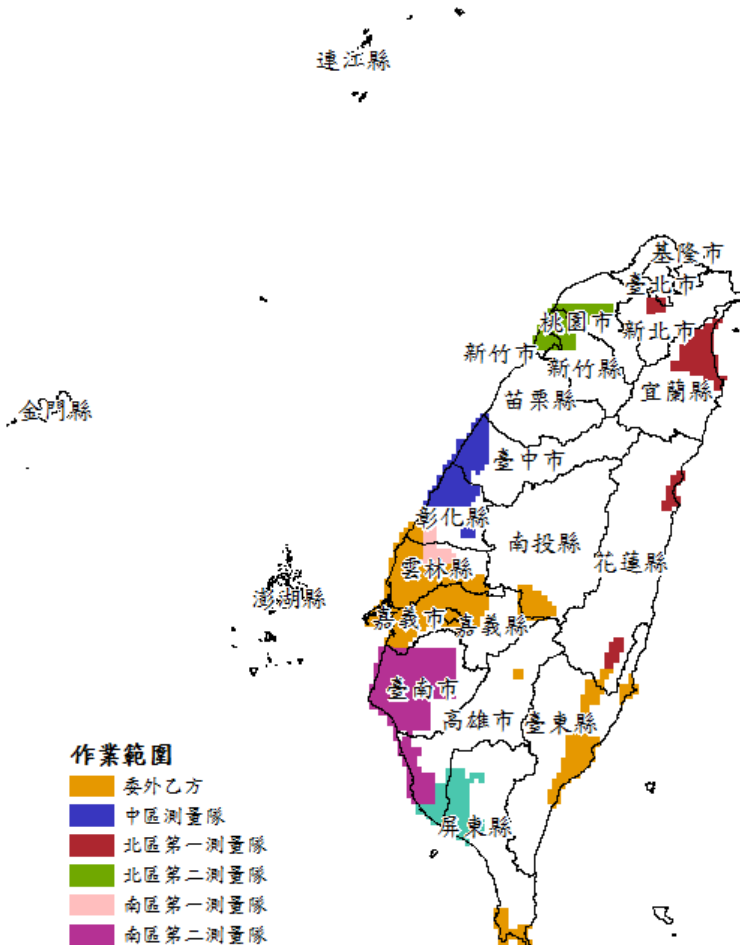 連江縣
基隆市
臺北市
桃園市
新北市
新竹市
新竹縣
宜蘭縣
苗栗縣
金門縣
臺中市
彰化縣
南投縣
花蓮縣
雲林縣
澎湖縣
嘉義市
嘉義縣
臺南市
高雄市
臺東縣
屏東縣
作業範圍
委外乙方
中區測量隊
北區第一測量隊
北區第二測量隊
南區第一測量隊
南區第二測量隊